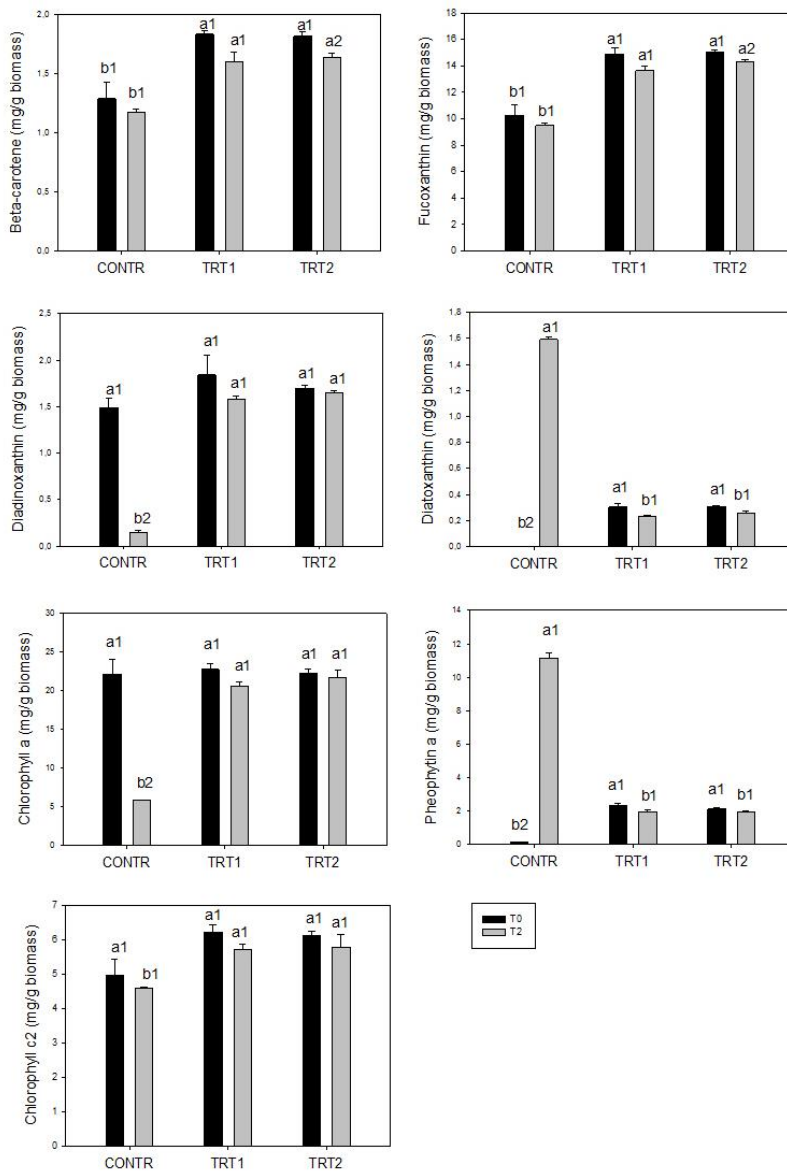 Beta-carotene (mg/g biomass)
2,0
1,5
1,0
0,5
0,0
b1
b1
a1
a1
a1
a2
CONTR
TRT1
TRT2
Fucoxanthin (mg/g biomass)
18
16
14
12
10
8
6
4
2
0
b1
b1
a1
a1
a1
a2
CONTR
TRT1
TRT2
Diadinoxanthin (mg/g biomass)
2,5
2,0
1,5
1,0
0,5
0,0
a1
b2
a1
a1
a1
a1
CONTR
TRT1
TRT2
Diatoxanthin (mg/g biomass)
1,8
1,6
1,4
1,2
1,0
0,8
0,6
0,4
0,2
0,0
b2
a1
a1
b1
a1
b1
CONTR
TRT1
TRT2
Chlorophyll a (mg/g biomass)
30
25
20
15
10
5
0
a1
b2
a1
a1
a1
a1
CONTR
TRT1
TRT2
Pheophytin a (mg/g biomass)
14
12
10
8
6
4
2
0
b2
a1
a1
b1
a1
b1
CONTR
TRT1
TRT2
Chlorophyll c2 (mg/g biomass)
7
6
5
4
3
2
1
0
a1
b1
a1
a1
a1
a1
CONTR
TRT1
TRT2
T0
T2